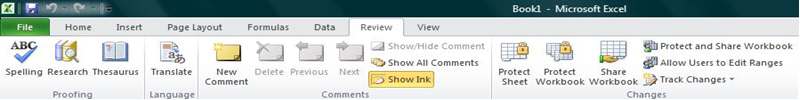 Book1 - Microsoft Excel
File Home Insert Page Layout Formulas Data Review View
ABC
Spelling Research Thesaurus
Proofing
Translate
Language
New Comment Delete Previous Next
Show/Hide Comment
Show All Comments
Show Ink
Comments
Protect Sheet Protect Workbook Share Workbook
Protect and Share Workbook
Allow Users to Edit Ranges
Track Changes
Changes